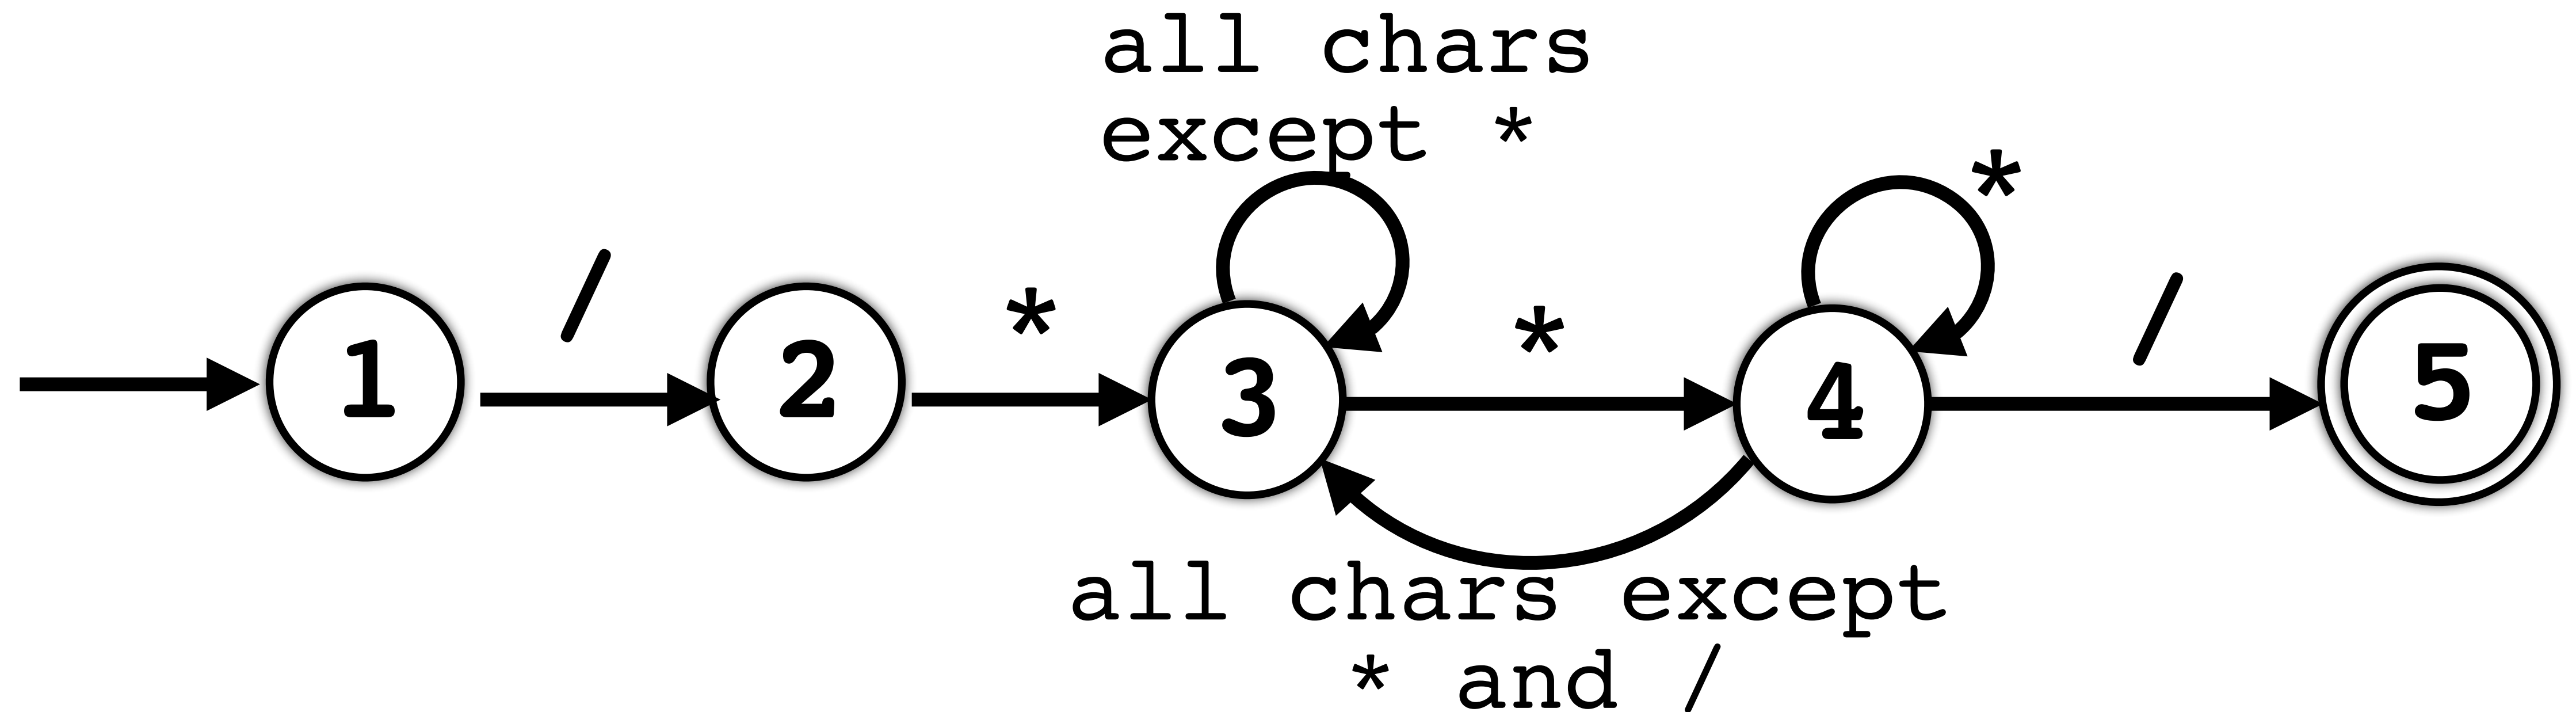 all chars
except *
*
/
*
*
/
1
2
3
4
5
all chars except
* and /